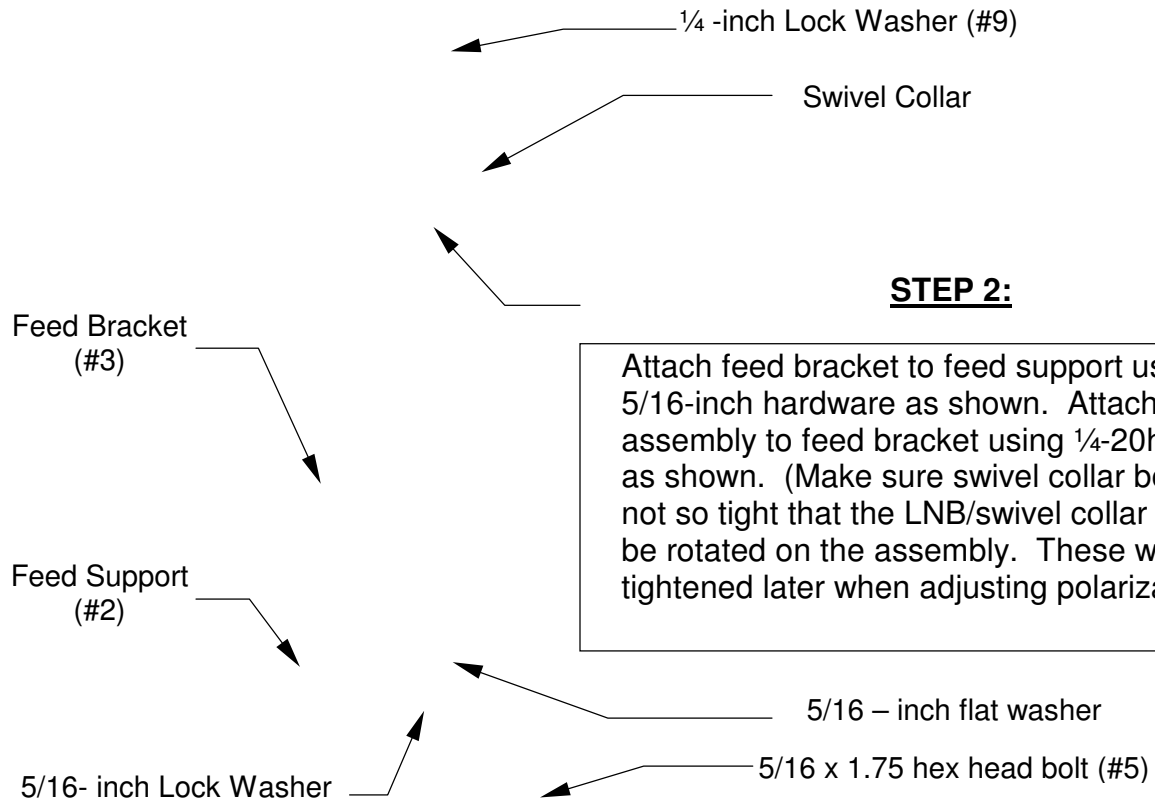 ¼ -inch Lock Washer (#9)
Swivel Collar
STEP 2:
Feed Bracket
(#3)
Attach feed bracket to feed support
5/16-inch hardware as shown. Attach
assembly to feed bracket using ¼-20
as shown. (Make sure swivel collar
not so tight that the LNB/swivel collar
be rotated on the assembly. These
tightened later when adjusting
Feed Support
(#2)
5/16 – inch flat washer
5/16 x 1.75 hex head bolt (#5)
5/16- inch Lock Washer